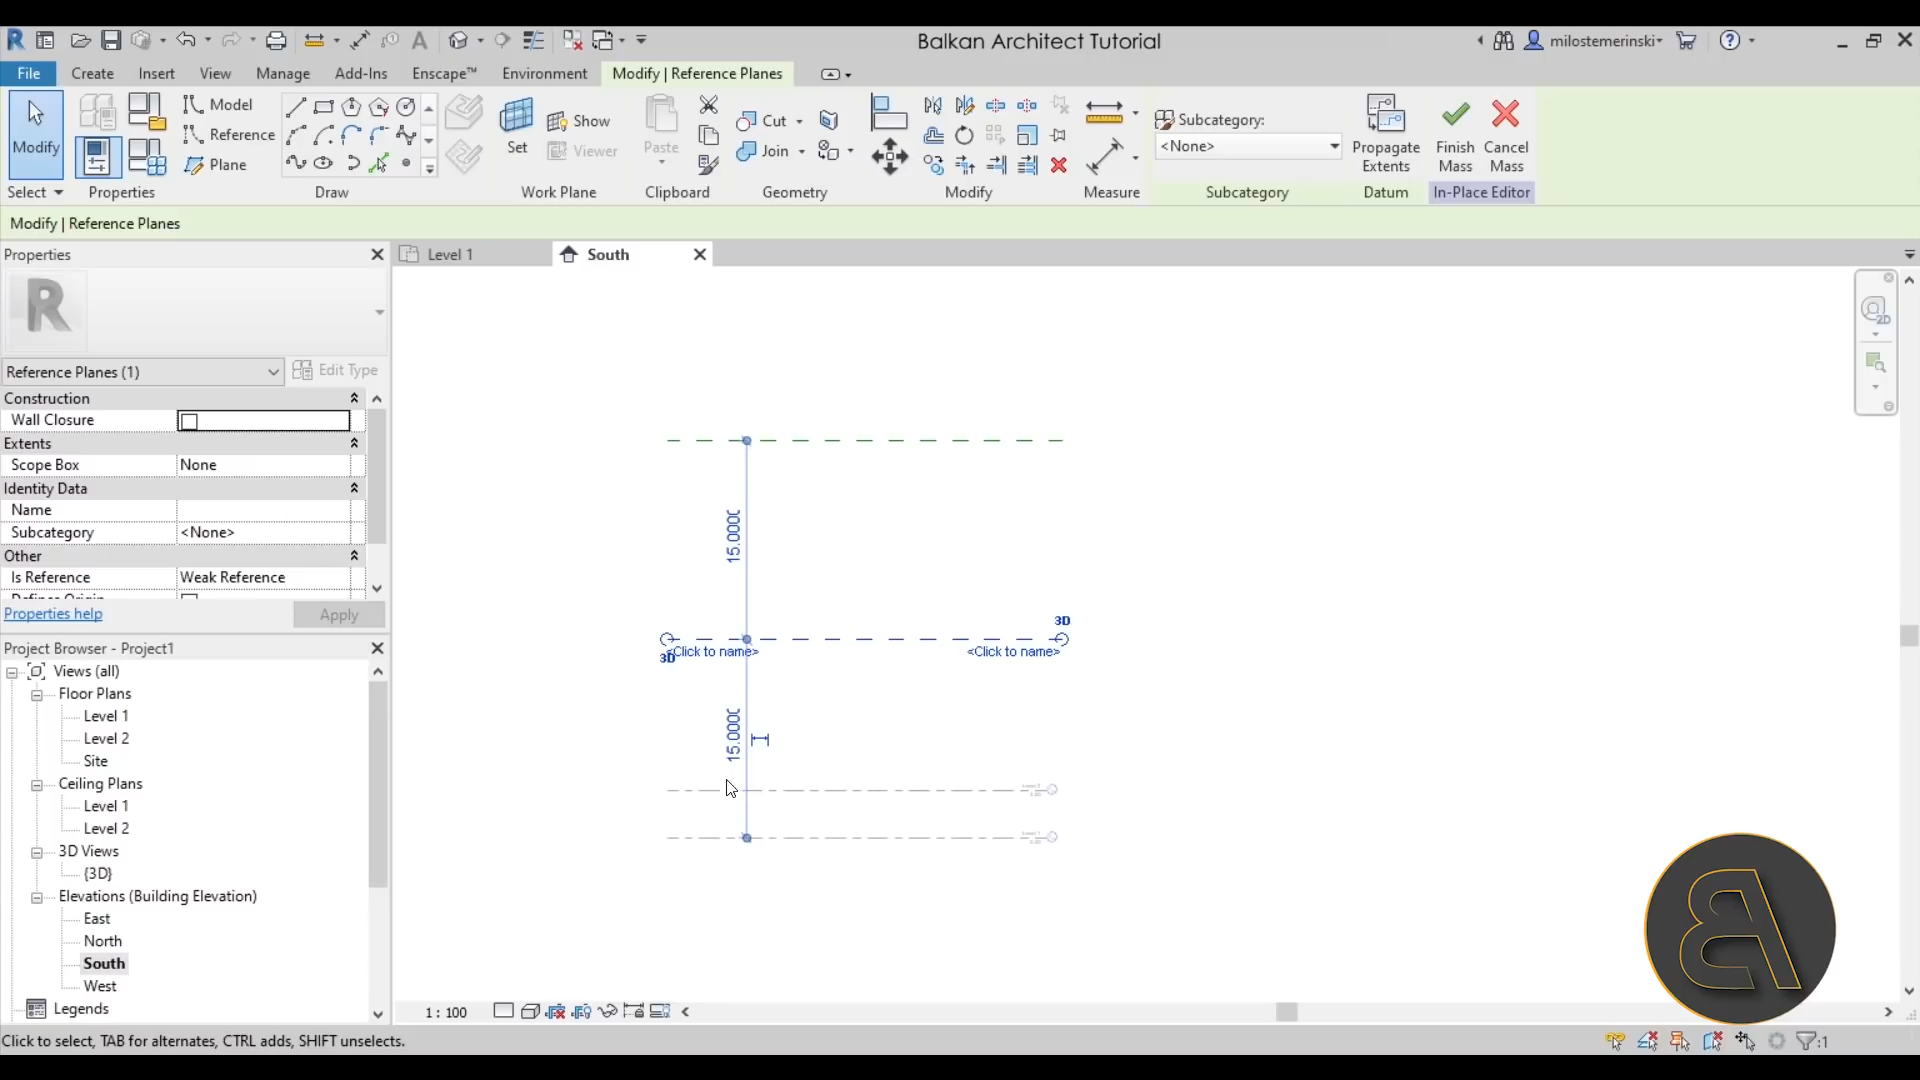 Balkan Architect Tutorial
milostemerinski
File Create Insert View Manage Add-Ins Enscape™ Environment Modify | Reference Planes
Modify
Model
Reference
Plane
Set
Show
Viewer
Paste
Cut
Join
Subcategory:
<None>
Propagate Extents
Finish Mass
Cancel Mass
Select Properties Draw Work Plane Clipboard Geometry Modify Measure Subcategory Datum In-Place Editor
Modify | Reference Planes
Properties
Level 1
South
R
Reference Planes (1)
Edit Type
Construction
Wall Closure
Extents
Scope Box None
Identity Data
Name
Subcategory <None>
Other
Is Reference Weak Reference
Defines Origin
Properties help
Apply
Project Browser - Project1
Views (all)
Floor Plans
Level 1
Level 2
Site
Ceiling Plans
Level 1
Level 2
3D Views
{3D}
Elevations (Building Elevation)
East
North
South
West
Legends
15.0000
3D
3D
<Click to name>
<Click to name>
15.0000
2D
1 : 100
Click to select, TAB for alternates, CTRL adds, SHIFT unselects.
:1